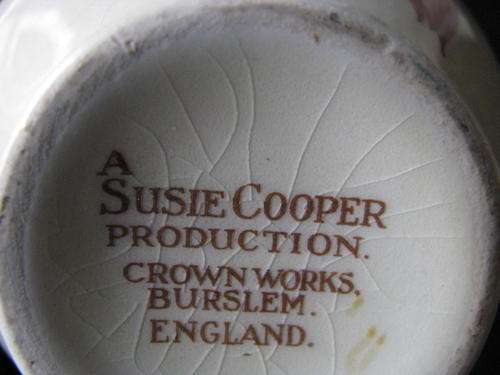 A
SUSIE COOPER
PRODUCTION.
CROWN WORKS,
BURSLEM.
ENGLAND.